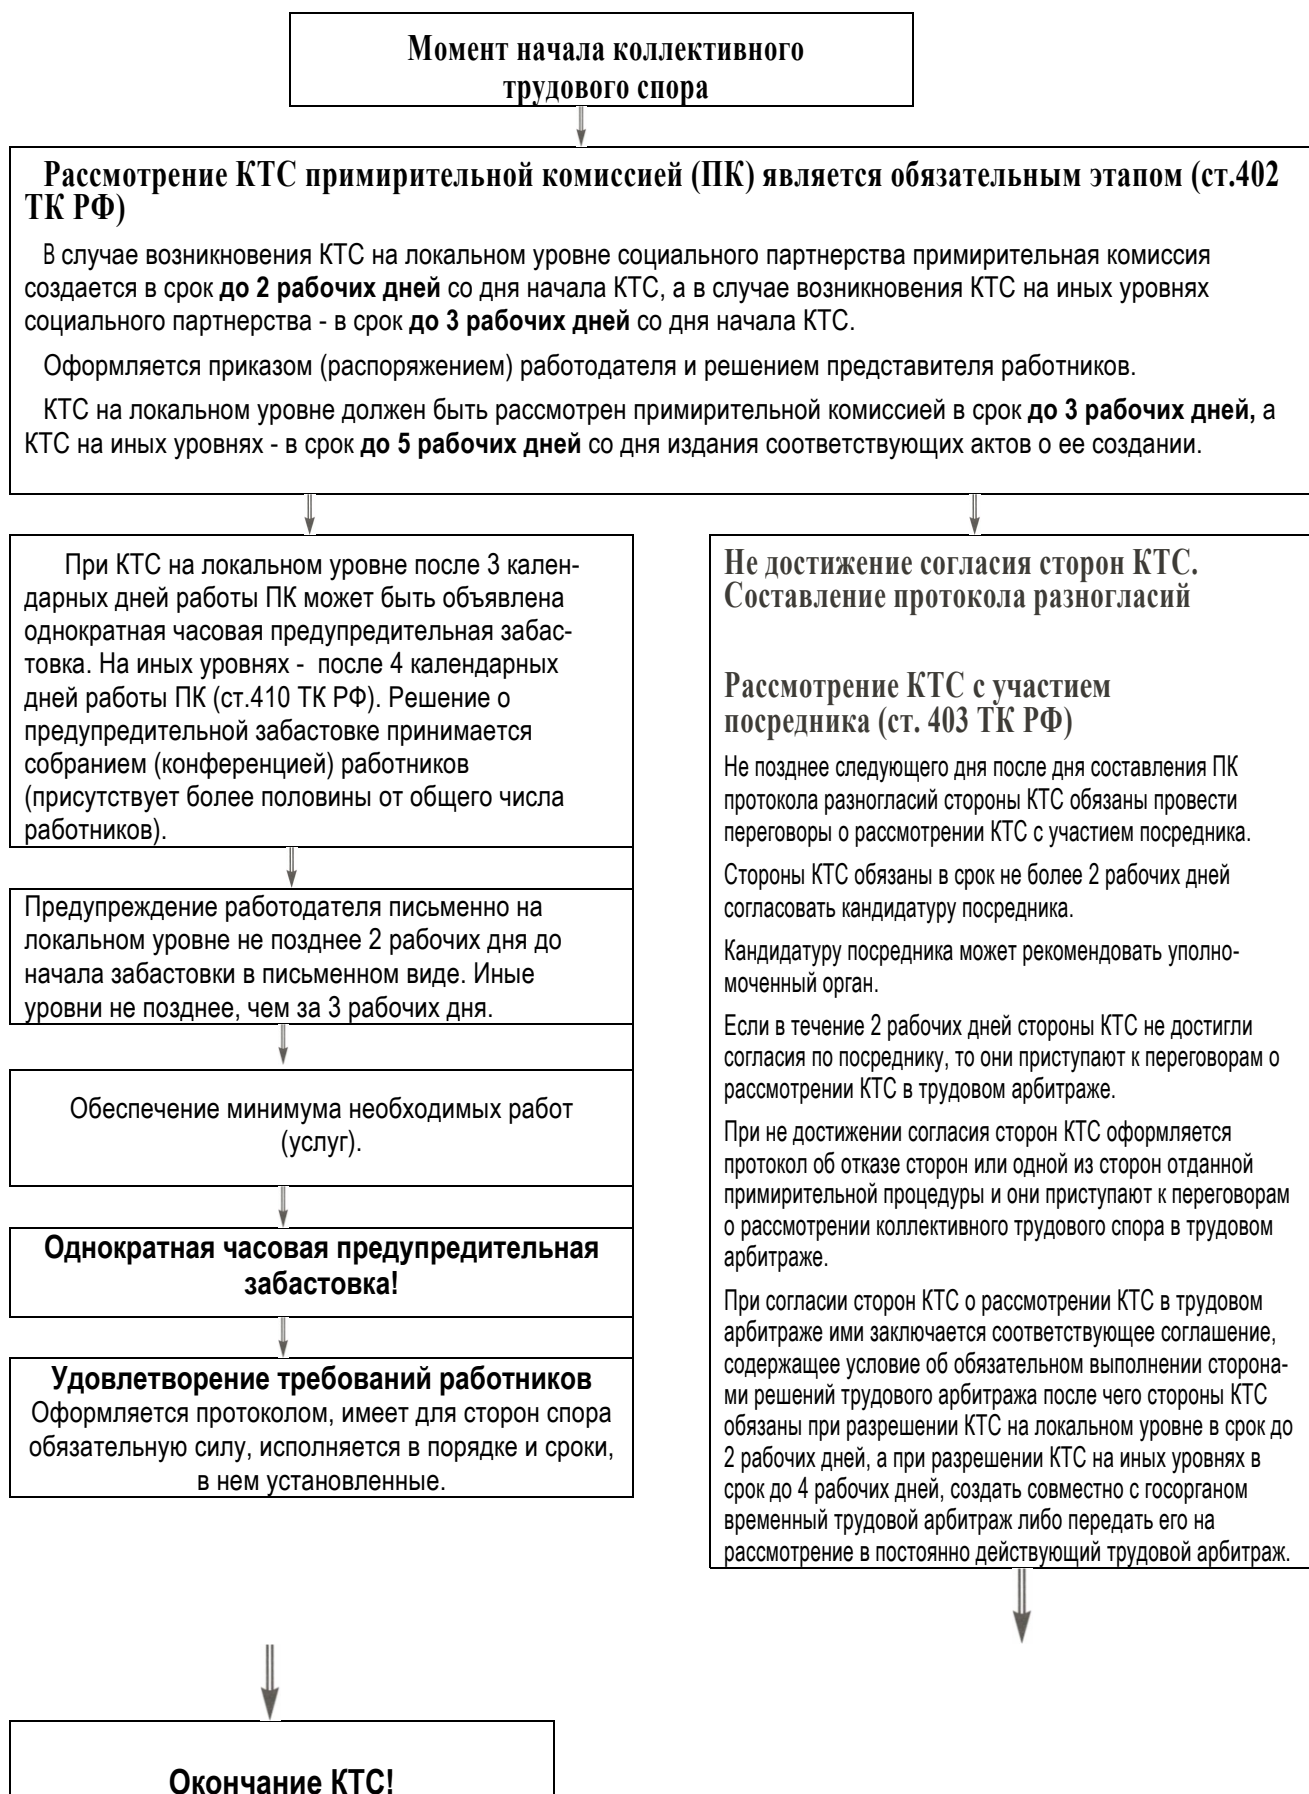 Момент начала коллективного
трудового спора
Рассмотрение КТС примирительной комиссией (ПК) является обязательным этапом (ст.402
ТК РФ)
В случае возникновения КТС на локальном уровне социального партнерства примирительная комиссия
создается в срок до 2 рабочих дней со дня начала КТС, а в случае возникновения КТС на иных уровнях
социального партнерства - в срок до 3 рабочих дней со дня начала КТС.
Оформляется приказом (распоряжением) работодателя и решением представителя работников.
КТС на локальном уровне должен быть рассмотрен примирительной комиссией в срок до 3 рабочих дней, а
КТС на иных уровнях - в срок до 5 рабочих дней со дня издания соответствующих актов о ее создании.
При КТС на локальном уровне после 3 кален-
дарных дней работы ПК может быть объявлена
однократная часовая предупредительная забас-
товка. На иных уровнях - после 4 календарных
дней работы ПК (ст.410 ТК РФ). Решение о
предупредительной забастовке принимается
собранием (конференцией) работников
(присутствует более половины от общего числа
работников).
Предупреждение работодателя письменно на
локальном уровне не позднее 2 рабочих дня до
начала забастовки в письменном виде. Иные
уровни не позднее, чем за 3 рабочих дня.
Обеспечение минимума необходимых работ
(услуг).
Однократная часовая предупредительная
забастовка!
Удовлетворение требований работников
Оформляется протоколом, имеет для сторон спора
обязательную силу, исполняется в порядке и сроки,
в нем установленные.
Окончание КТС!
Не достижение согласия сторон КТС.
Составление протокола разногласий
Рассмотрение КТС с участием
посредника (ст. 403 ТК РФ)
Не позднее следующего дня после дня составления ПК
протокола разногласий стороны КТС обязаны провести
переговоры о рассмотрении КТС с участием посредника.
Стороны КТС обязаны в срок не более 2 рабочих дней
согласовать кандидатуру посредника.
Кандидатуру посредника может рекомендовать уполно-
моченный орган.
Если в течение 2 рабочих дней стороны КТС не достигли
согласия по посреднику, то они приступают к переговорам о
рассмотрении КТС в трудовом арбитраже.
При не достижении согласия сторон КТС оформляется
протокол об отказе сторон или одной из сторон отданной
примирительной процедуры и они приступают к переговорам
о рассмотрении коллективного трудового спора в трудовом
арбитраже.
При согласии сторон КТС о рассмотрении КТС в трудовом
арбитраже ими заключается соответствующее соглашение,
содержащее условие об обязательном выполнении сторона-
ми решений трудового арбитража после чего стороны КТС
обязаны при разрешении КТС на локальном уровне в срок до
2 рабочих дней, а при разрешении КТС на иных уровнях в
срок до 4 рабочих дней, создать совместно с госорганом
временный трудовой арбитраж либо передать его на
рассмотрение в постоянно действующий трудовой арбитраж.